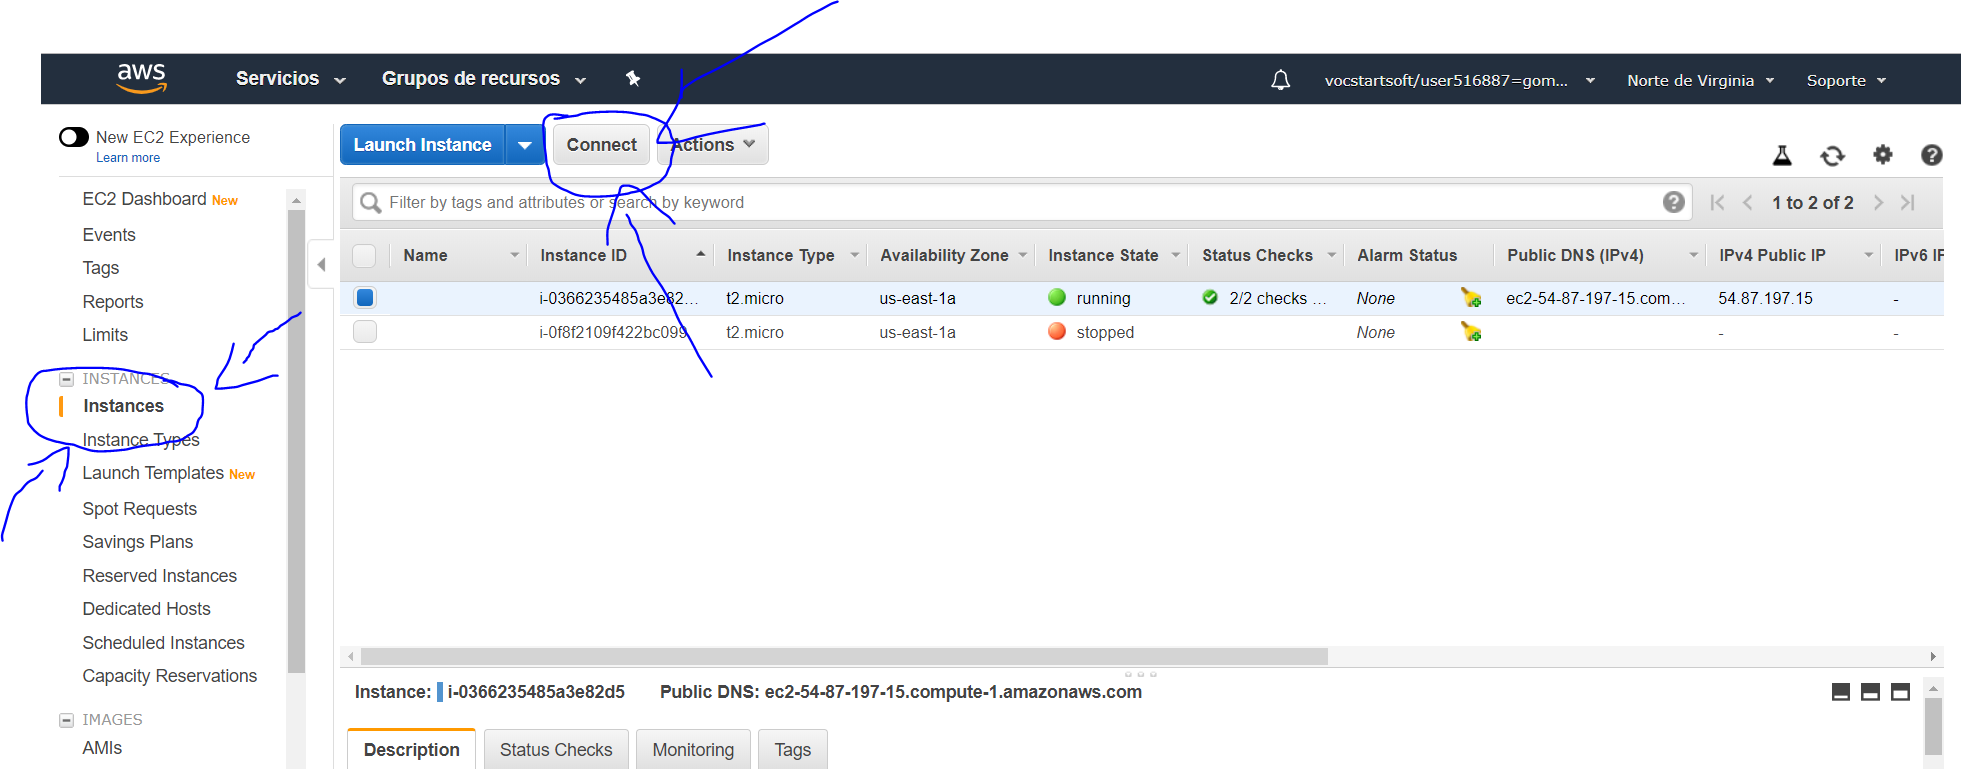 aws Servicios Grupos de recursos vocstartsoft/user516887=gom... Norte de Virginia Soporte
New EC2 Experience
Learn more
EC2 Dashboard New
Events
Tags
Reports
Limits
INSTANCES
Instances
Instance Types
Launch Templates New
Spot Requests
Savings Plans
Reserved Instances
Dedicated Hosts
Scheduled Instances
Capacity Reservations
IMAGES
AMIs
Launch Instance Connect Actions
Filter by tags and attributes or search by keyword 1 to 2 of 2
Name Instance ID Instance Type Availability Zone Instance State Status Checks Alarm Status Public DNS (IPv4) IPv4 Public IP IPv6 IF
i-0366235485a3e82... t2.micro us-east-1a running 2/2 checks ... None ec2-54-87-197-15.com... 54.87.197.15 -
i-0f8f2109f422bc099 t2.micro us-east-1a stopped None - -
Instance: i-0366235485a3e82d5 Public DNS: ec2-54-87-197-15.compute-1.amazonaws.com
Description Status Checks Monitoring Tags